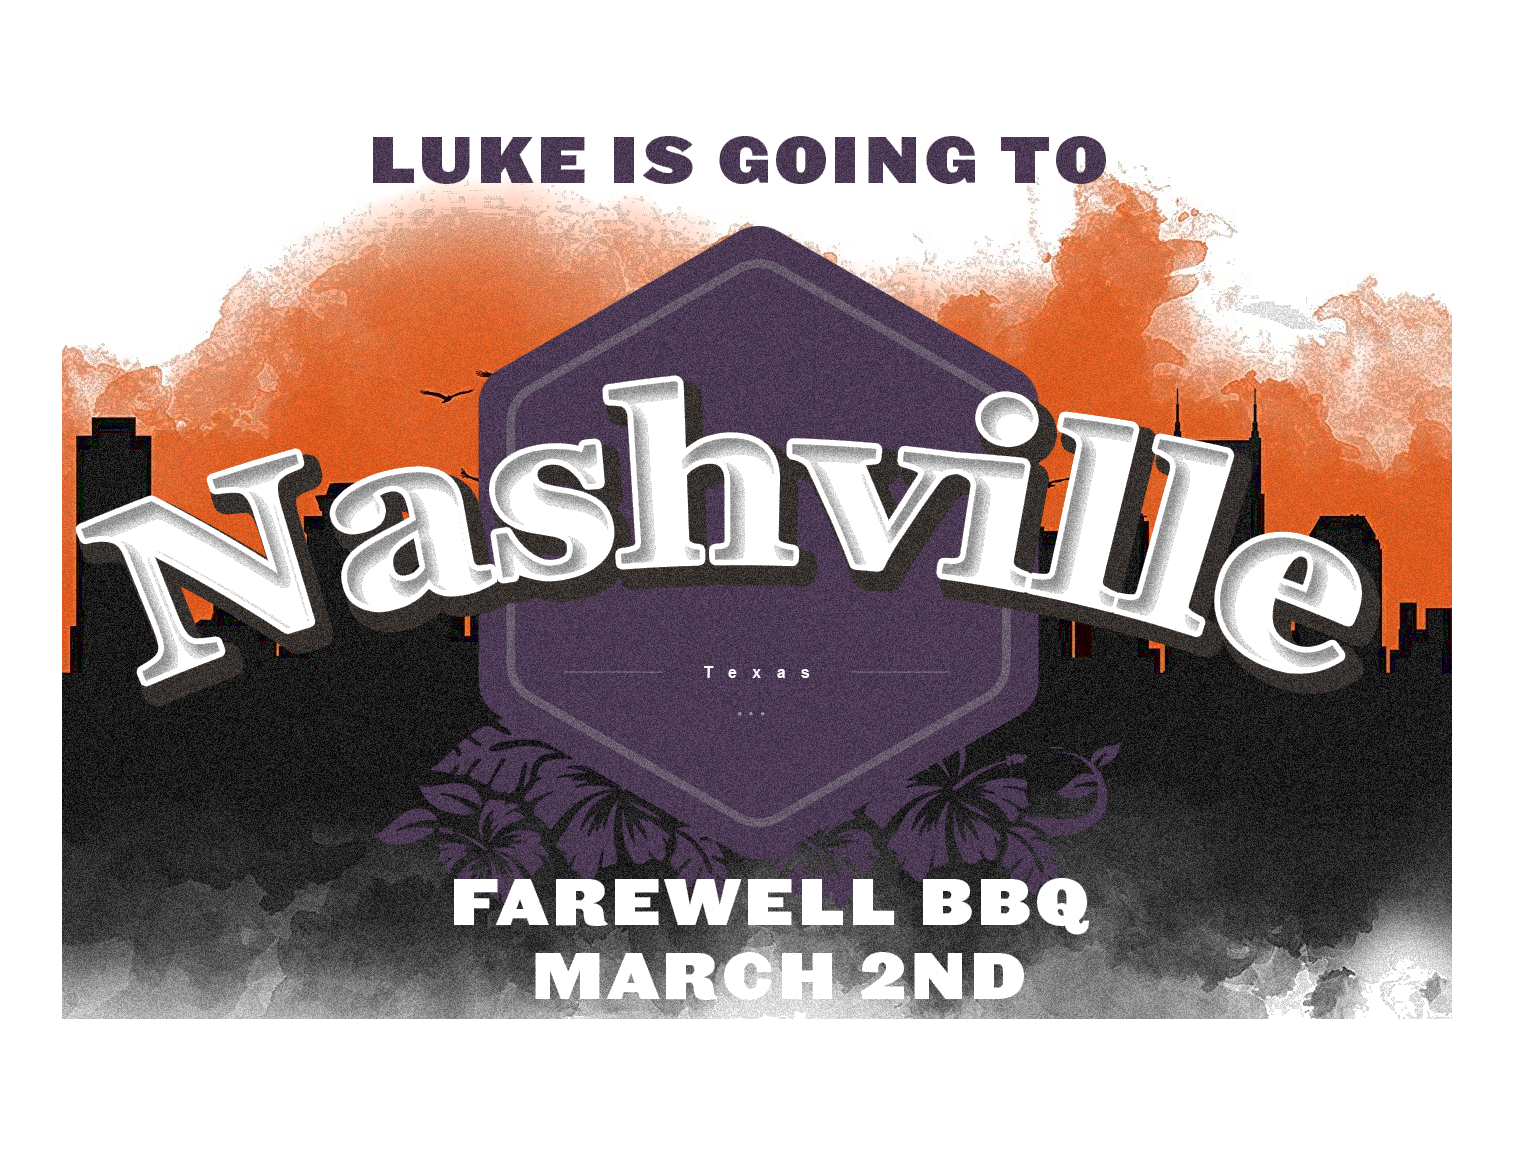 LUKE IS GOING TO
Nashville
Texas
FAREWELL BBQ
MARCH 2ND